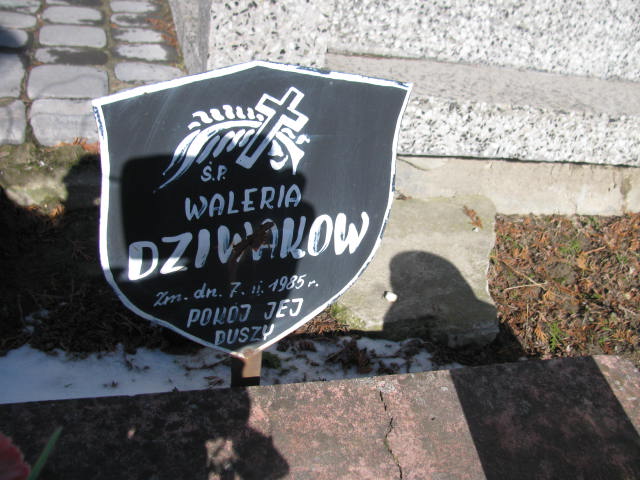 Ś.P.
WALERIA
DZIWAKOW
Zm. dn. 7. II. 1985 r.
POKÓJ JEJ
DUSZY